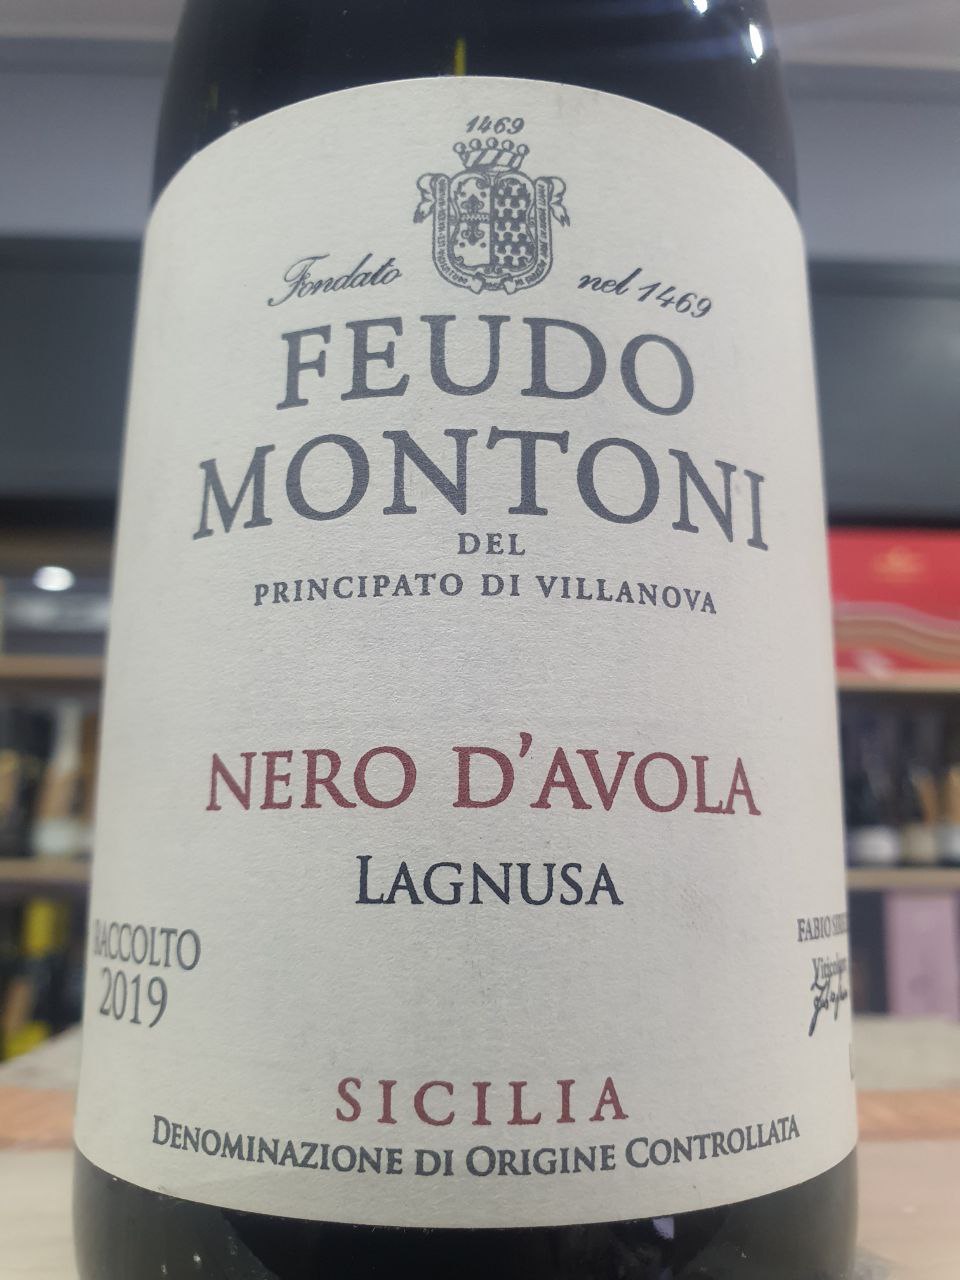 1469
Fondato nel 1469
FEUDO
MONTONI
DEL
PRINCIPATO DI VILLANOVA
NERO D'AVOLA
LAGNUSA
RACCOLTO
2019
FABIO
SICILIA
DENOMINAZIONE DI ORIGINE CONTROLLATA